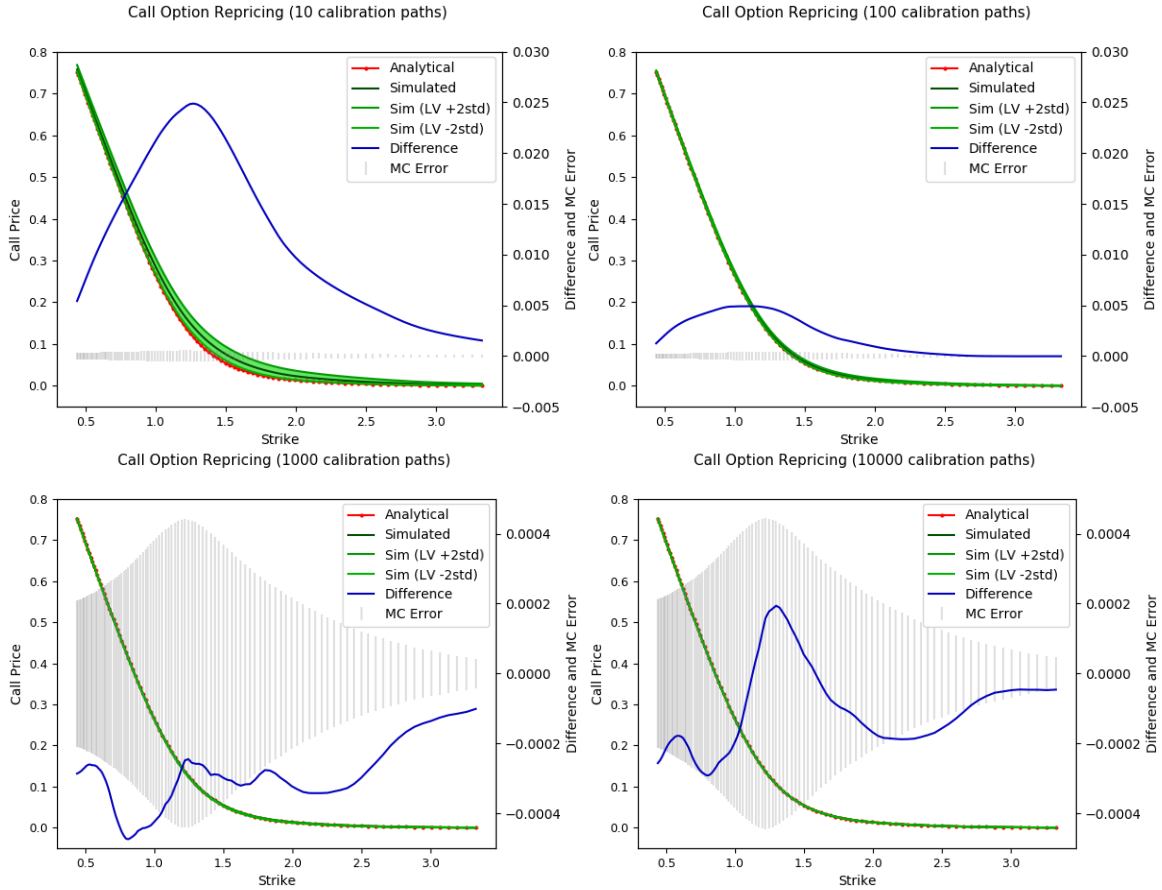 Call Option Repricing (10 calibration paths)
0.8
0.7
0.6
0.5
0.4
0.3
0.2
0.1
0.0
Call Price
0.030
0.025
0.020
0.015
0.010
0.005
0.000
−0.005
Difference and MC Error
Analytical
Simulated
Sim (LV +2std)
Sim (LV -2std)
Difference
MC Error
0.5 1.0 1.5 2.0 2.5 3.0
Strike
Call Option Repricing (100 calibration paths)
0.8
0.7
0.6
0.5
0.4
0.3
0.2
0.1
0.0
Call Price
0.030
0.025
0.020
0.015
0.010
0.005
0.000
−0.005
Difference and MC Error
Analytical
Simulated
Sim (LV +2std)
Sim (LV -2std)
Difference
MC Error
0.5 1.0 1.5 2.0 2.5 3.0
Strike
Call Option Repricing (1000 calibration paths)
0.8
0.7
0.6
0.5
0.4
0.3
0.2
0.1
0.0
Call Price
0.0004
0.0002
0.0000
−0.0002
−0.0004
Difference and MC Error
Analytical
Simulated
Sim (LV +2std)
Sim (LV -2std)
Difference
MC Error
0.5 1.0 1.5 2.0 2.5 3.0
Strike
Call Option Repricing (10000 calibration paths)
0.8
0.7
0.6
0.5
0.4
0.3
0.2
0.1
0.0
Call Price
0.0004
0.0002
0.0000
−0.0002
−0.0004
Difference and MC Error
Analytical
Simulated
Sim (LV +2std)
Sim (LV -2std)
Difference
MC Error
0.5 1.0 1.5 2.0 2.5 3.0
Strike